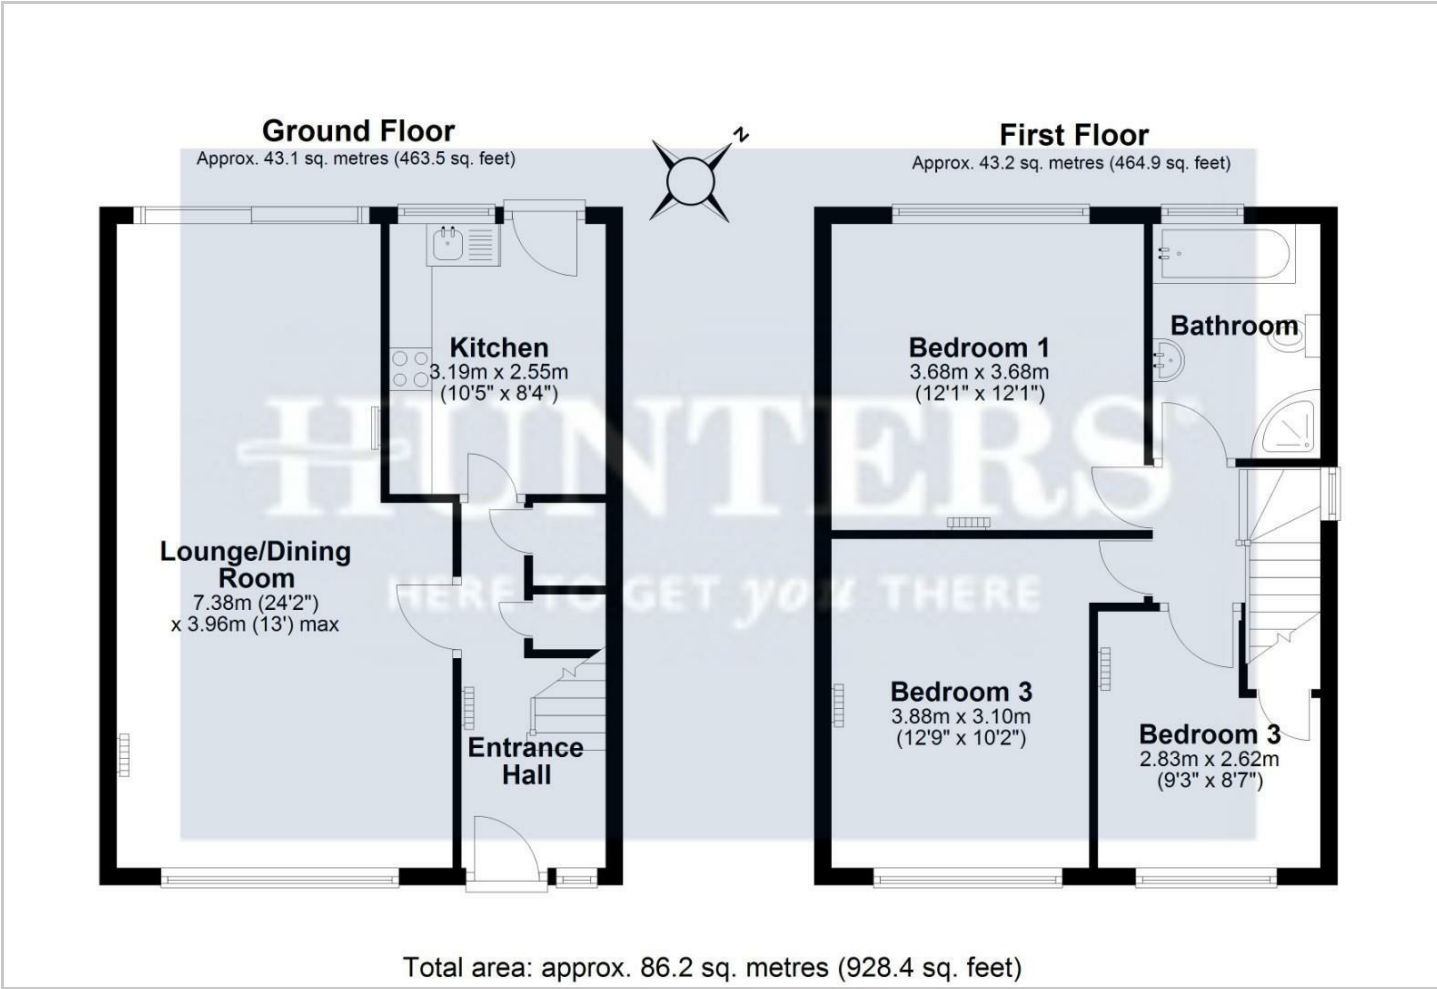 Ground Floor
Approx. 43.1 sq. metres (463.5 sq. feet)
N
First Floor
Approx. 43.2 sq. metres (464.9 sq. feet)
Kitchen
3.19m x 2.55m
(10'5" x 8'4")
Lounge/Dining
Room
7.38m (24'2")
x 3.96m (13') max
Entrance
Hall
Bedroom 1
3.68m x 3.68m
(12'1" x 12'1")
Bathroom
Bedroom 3
3.88m x 3.10m
(12'9" x 10'2")
Bedroom 3
2.83m x 2.62m
(9'3" x 8'7")
HUNTERS
HERE TO GET you THERE
Total area: approx. 86.2 sq. metres (928.4 sq. feet)